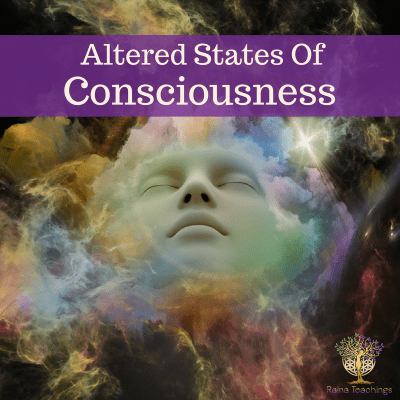 Altered States Of
Consciousness
Raina Teachings